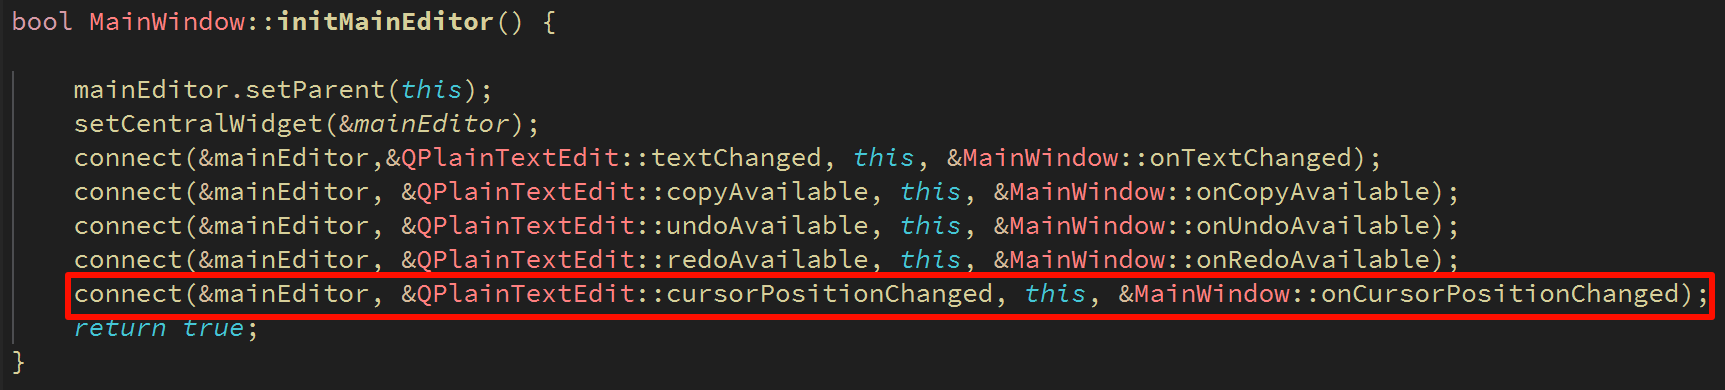 bool MainWindow::initMainEditor() {
mainEditor.setParent(this);
setCentralWidget(&mainEditor);
connect(&mainEditor,&QPlainTextEdit::textChanged, this, &MainWindow::onTextChanged);
connect(&mainEditor, &QPlainTextEdit::copyAvailable, this, &MainWindow::onCopyAvailable);
connect(&mainEditor, &QPlainTextEdit::undoAvailable, this, &MainWindow::onUndoAvailable);
connect(&mainEditor, &QPlainTextEdit::redoAvailable, this, &MainWindow::onRedoAvailable);
connect(&mainEditor, &QPlainTextEdit::cursorPositionChanged, this, &MainWindow::onCursorPositionChanged);
return true;
}